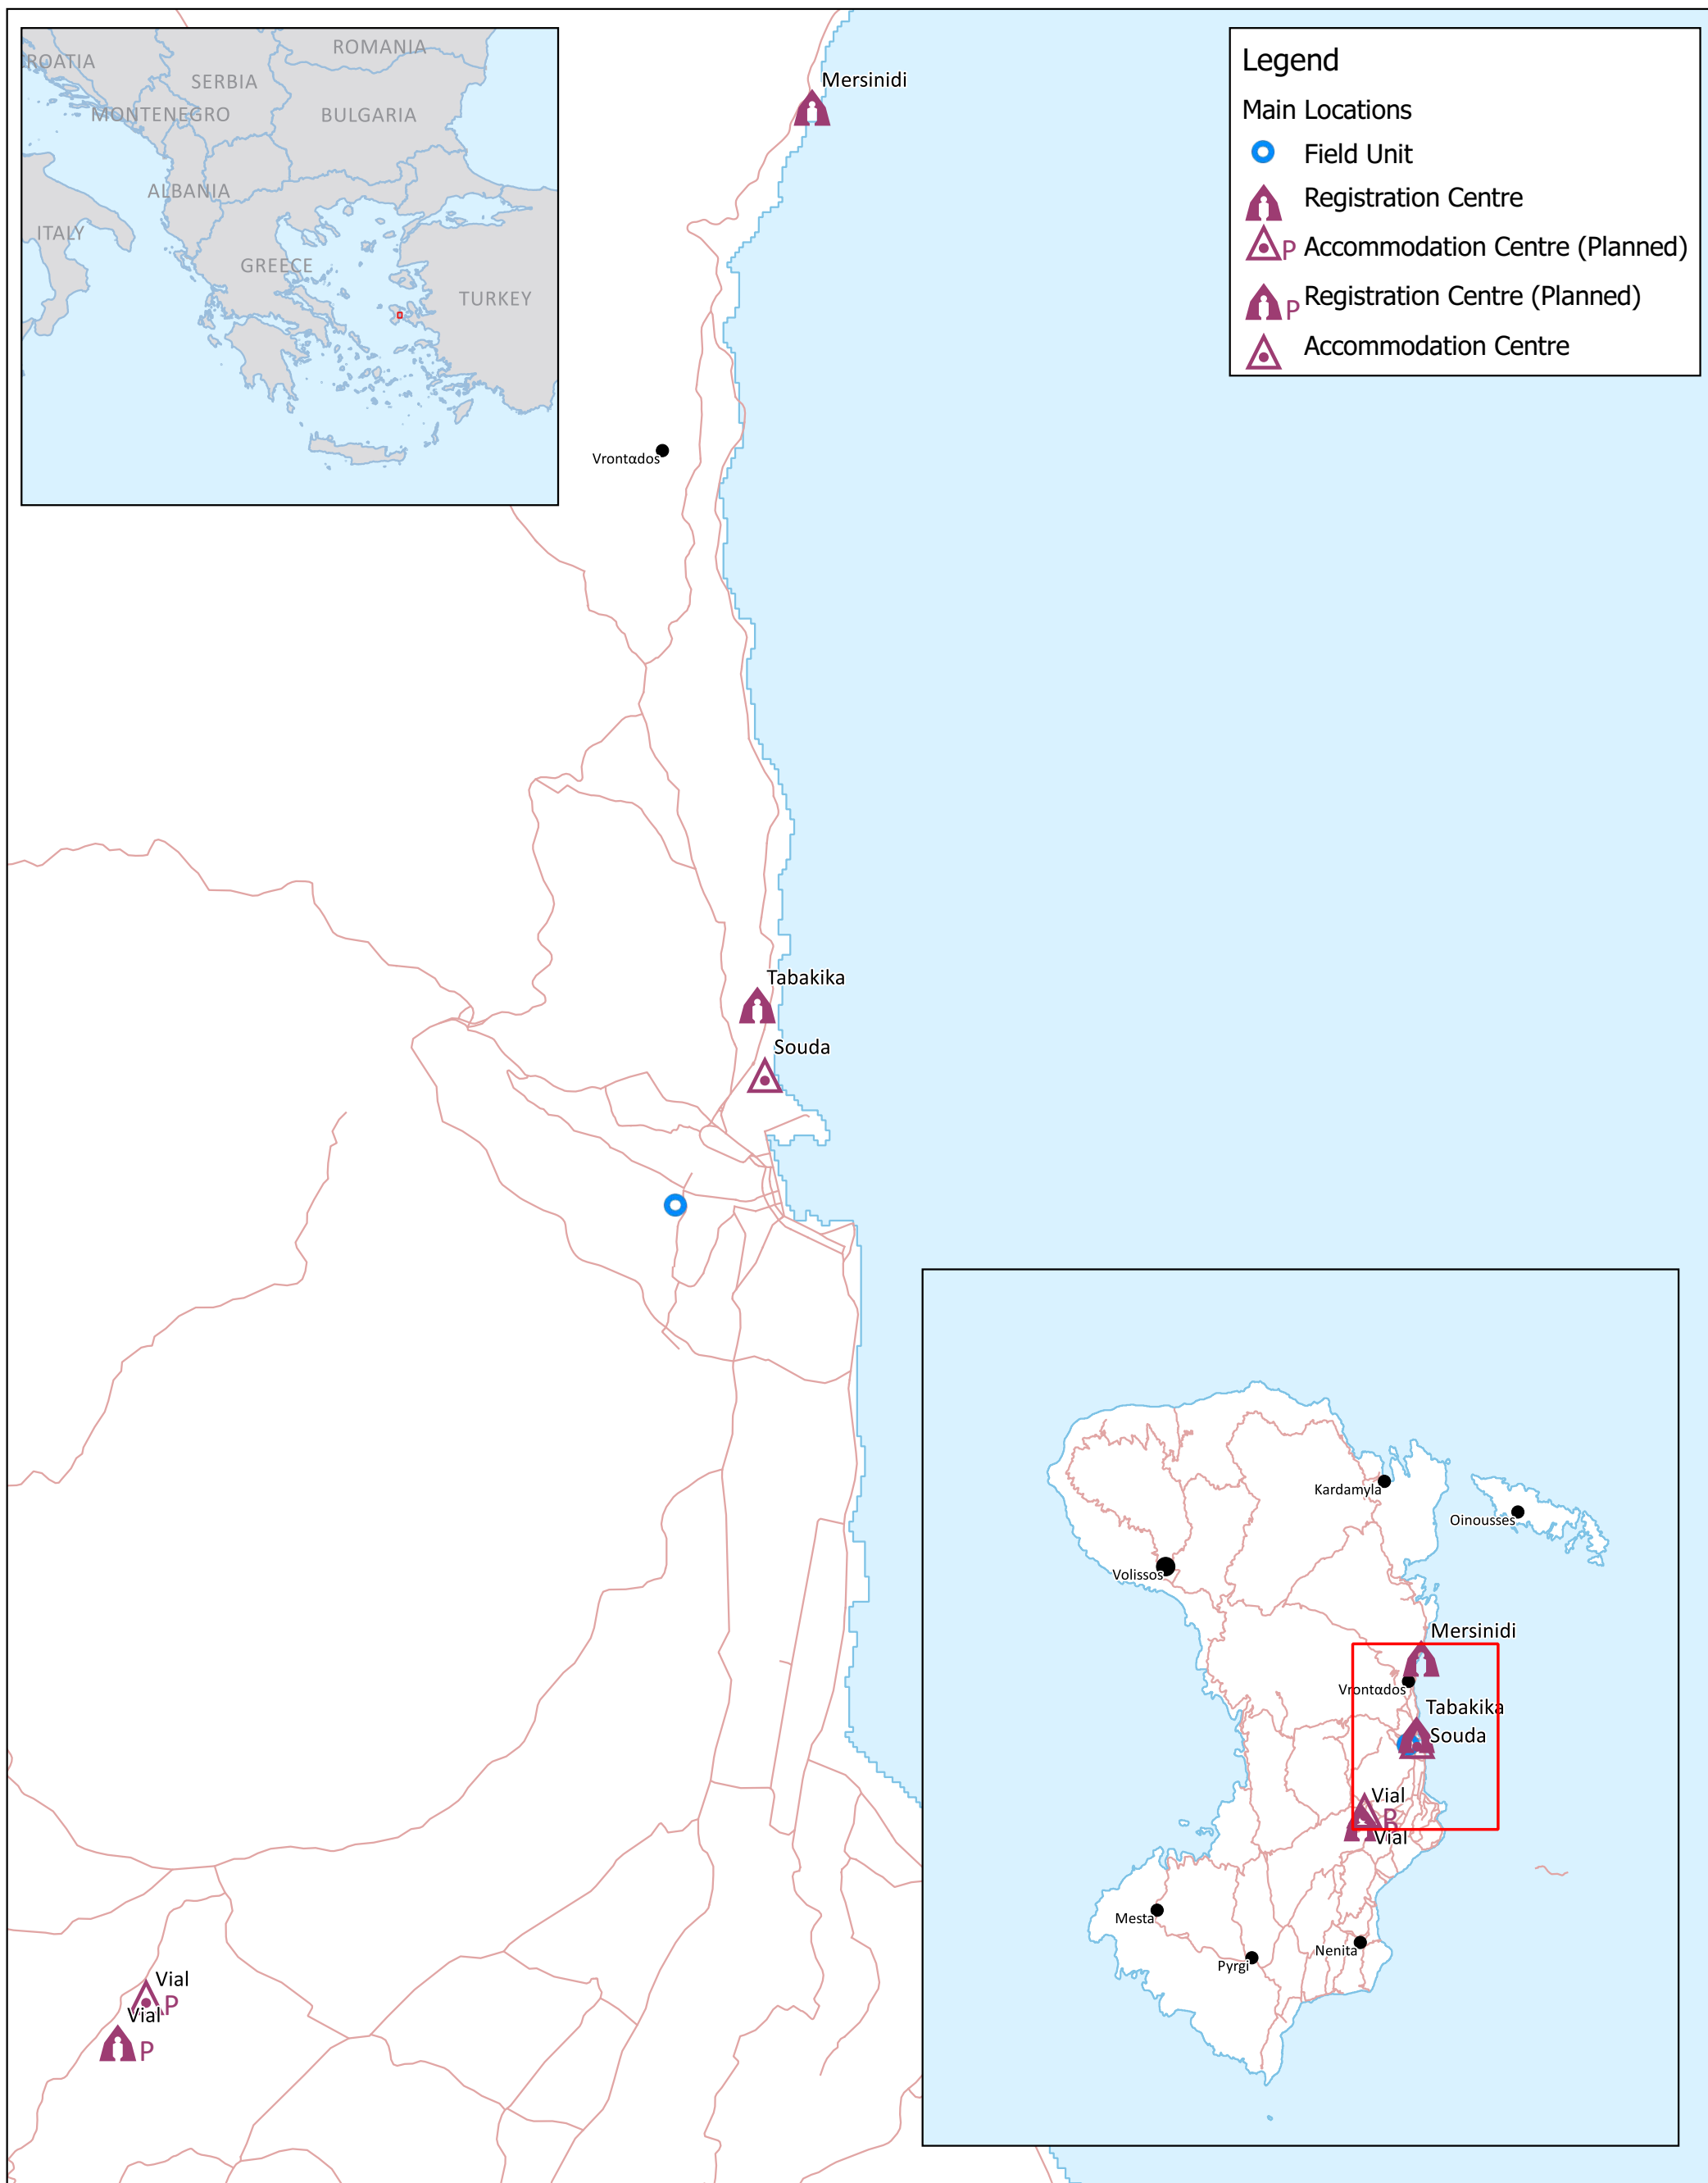 ROATIA
ROMANIA
SERBIA
MONTENEGRO
BULGARIA
ALBANIA
ITALY
GREECE
TURKEY
Legend
Main Locations
Field Unit
Registration Centre
P Accommodation Centre (Planned)
P Registration Centre (Planned)
Accommodation Centre
Mersinidi
Vrontαdos
Tabakika
Souda
Vial
P
Vial
P
Kardamyla
Oinousses
Volissos
Mersinidi
Vrontαdos
Tabakika
Souda
Vial
P
Vial
Mesta
Nenita
Pyrgi